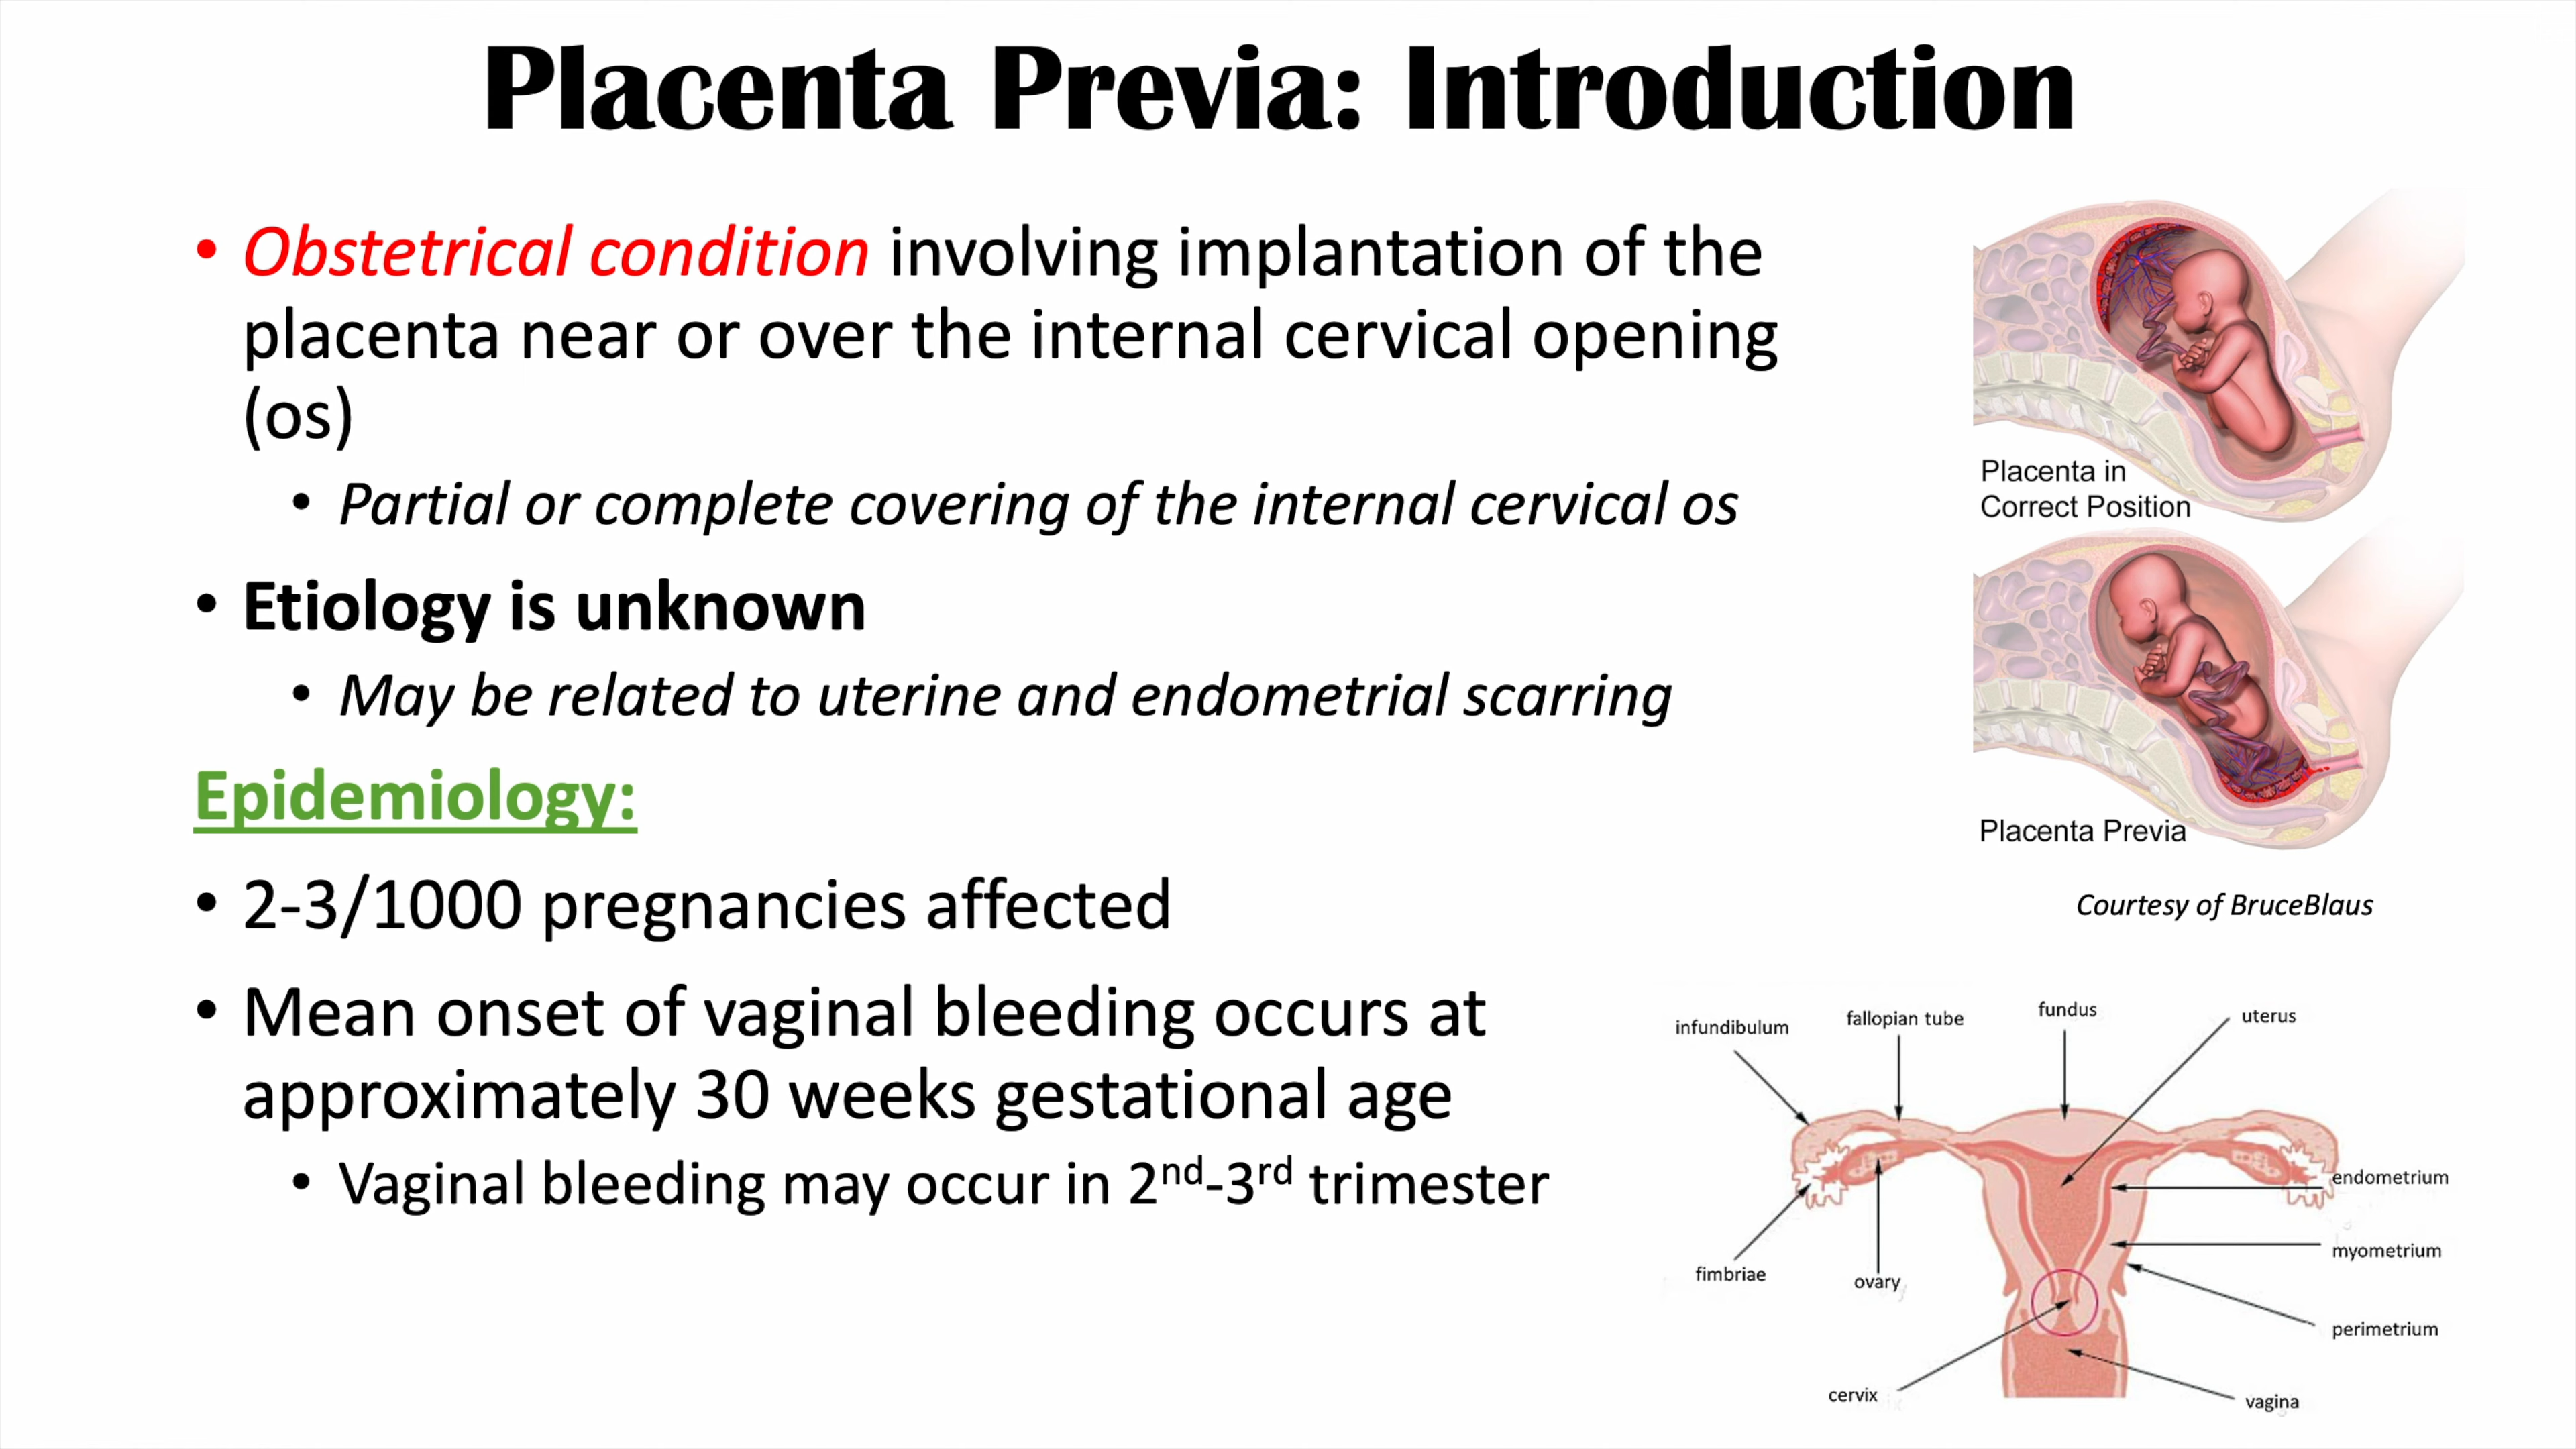 Placenta Previa: Introduction
• Obstetrical condition involving implantation of the
placenta near or over the internal cervical opening
(os)
• Partial or complete covering of the internal cervical os
• Etiology is unknown
• May be related to uterine and endometrial scarring
Epidemiology:
• 2-3/1000 pregnancies affected
• Mean onset of vaginal bleeding occurs at
approximately 30 weeks gestational age
• Vaginal bleeding may occur in 2nd-3rd trimester
Placenta in
Correct Position
Placenta Previa
Courtesy of BruceBlaus
infundibulum
fallopian tube
fundus
uterus
endometrium
myometrium
perimetrium
vagina
fimbriae
ovary
cervix